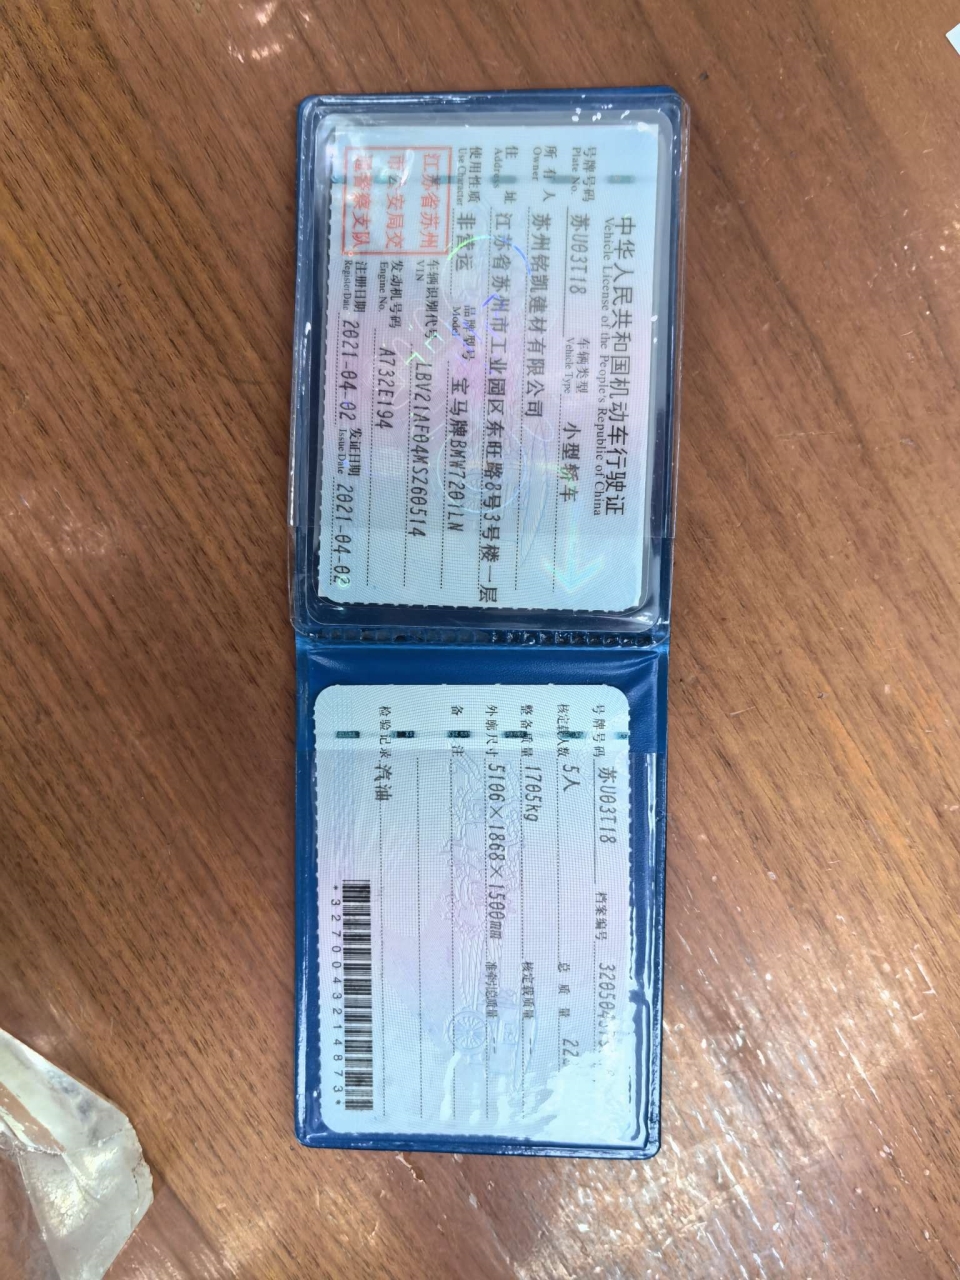 中华人民共和国机动车行驶证
Vehicle License of the People's Republic of China
号牌号码 苏U03T18 车辆类型 小型轿车
Plate No. Vehicle Type
所有人 苏州铭凯建材有限公司
Owner
住址 江苏省苏州市工业园区东旺路8号3号楼一层
Address
使用性质 非营运 品牌型号 宝马牌BMW7201LN
Use Character Model
江苏省苏州
市公安局交
通警察支队
车辆识别代号 LBV21AF04MS260514
VIN
发动机号码 A732E194
Engine No.
注册日期 2021-04-02 发证日期 2021-04-02
Register Date Issue Date
号牌号码 苏U03T18 档案编号
核定载人数 5人 总质量
整备质量 1705kg 核定载质量 --
外廓尺寸 5106×1868×1500mm 准牵引总质量 --
备注
检验记录 汽油
*3270043214873*